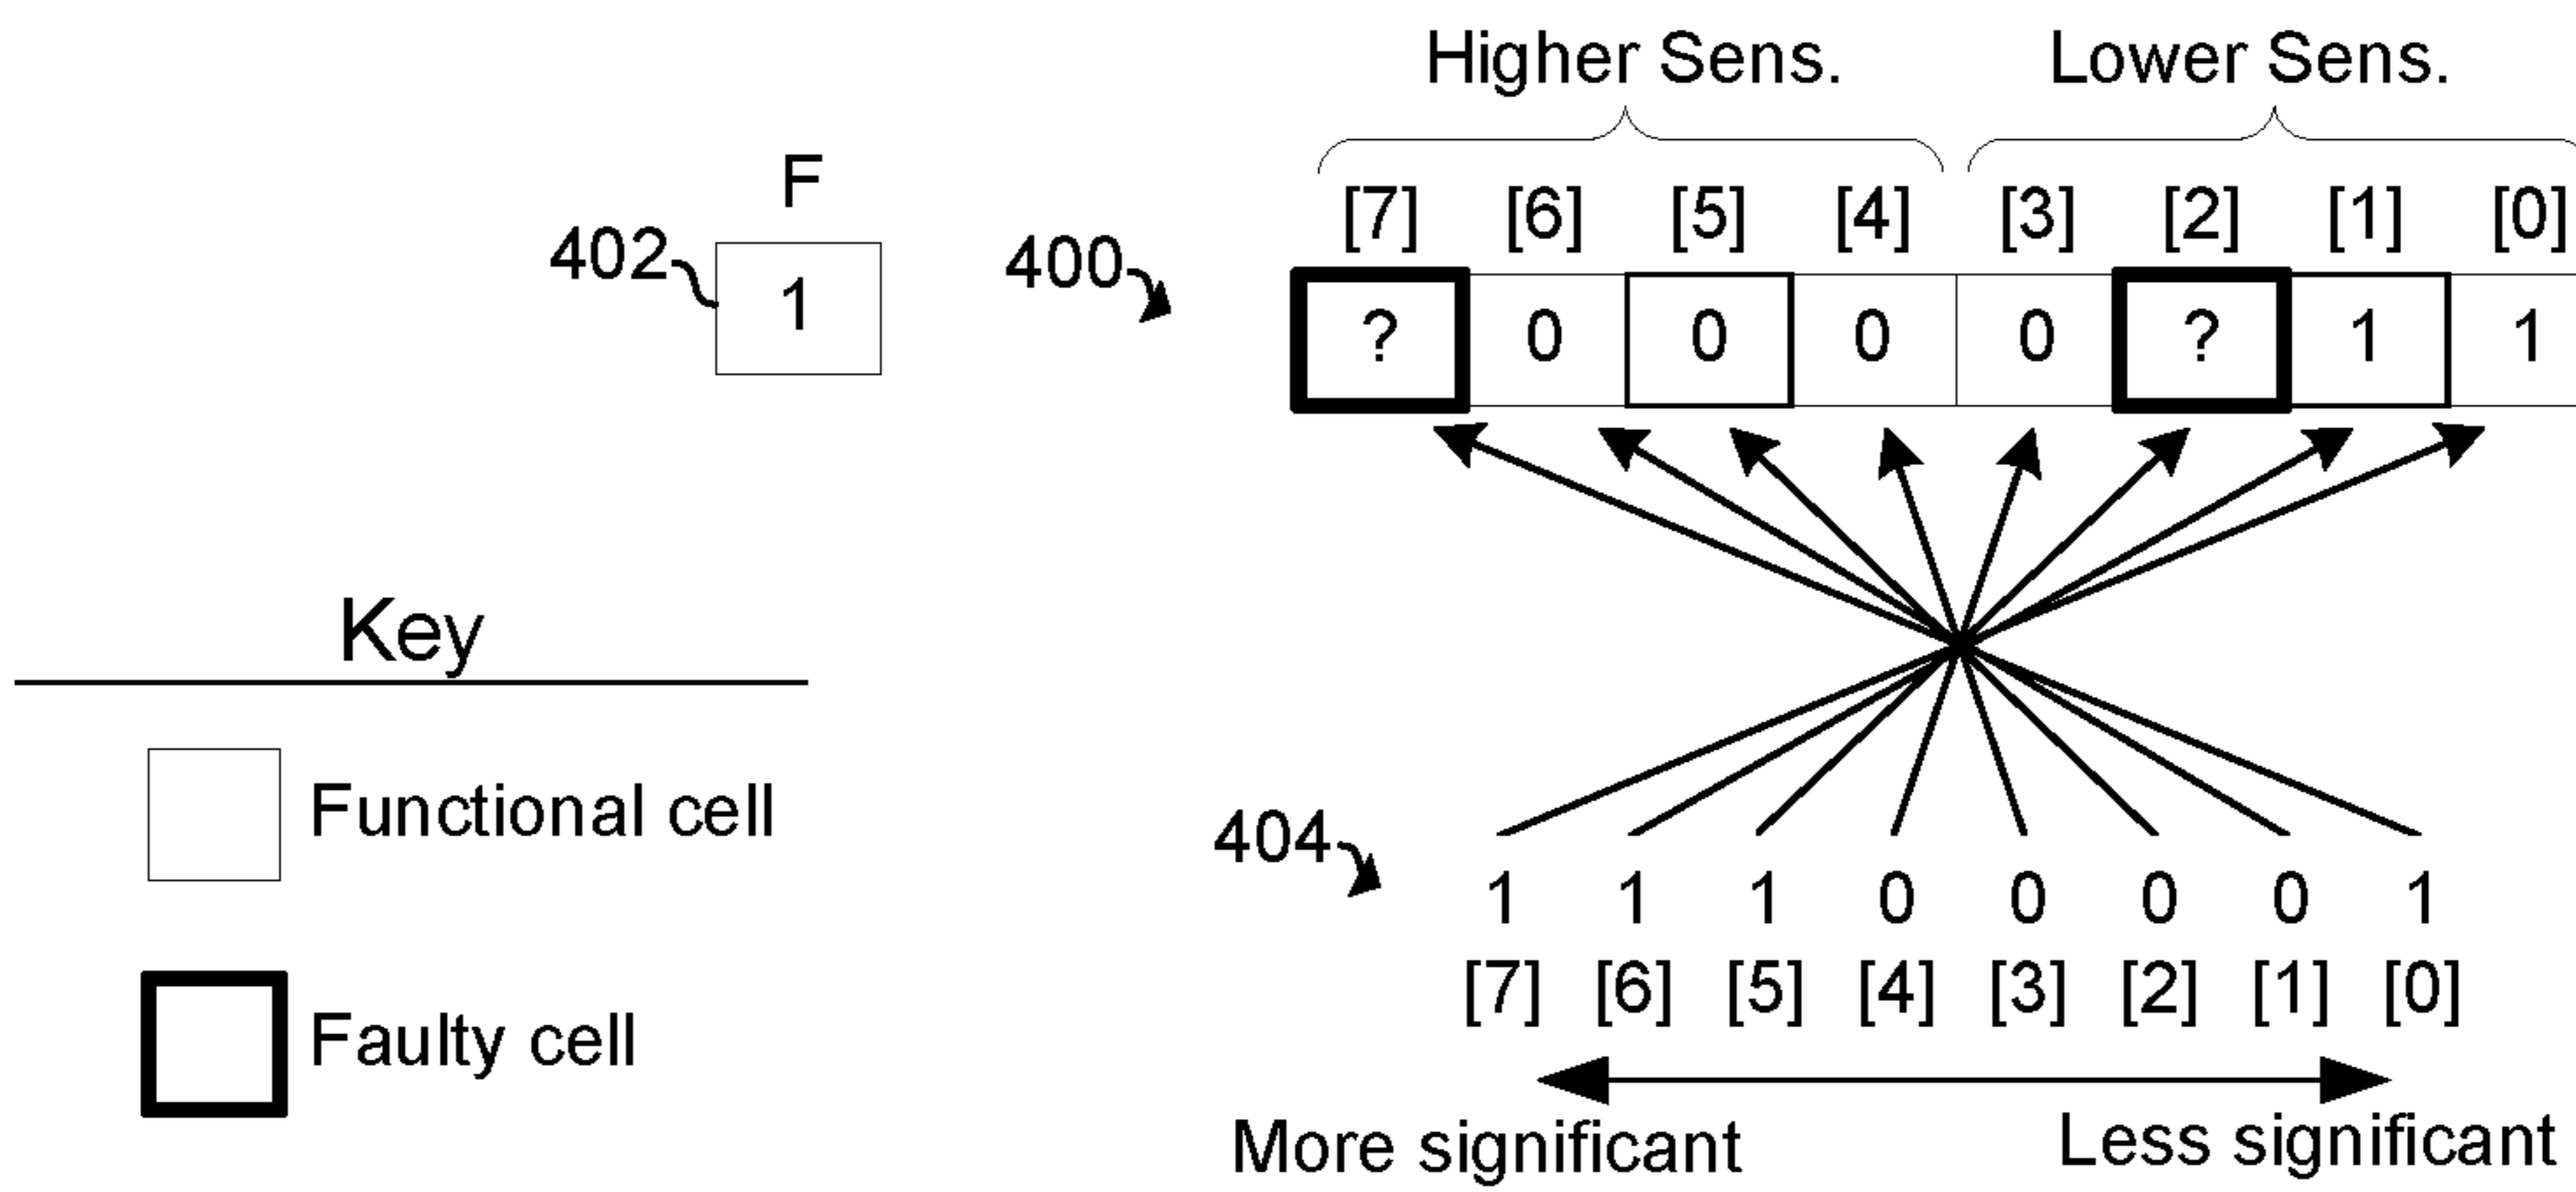 Higher Sens. Lower Sens.
F
402
1
400
[7] [6] [5] [4] [3] [2] [1] [0]
? 0 0 0 0 ? 1 1
Key
Functional cell
Faulty cell
404
1 1 1 0 0 0 0 1
[7] [6] [5] [4] [3] [2] [1] [0]
More significant Less significant